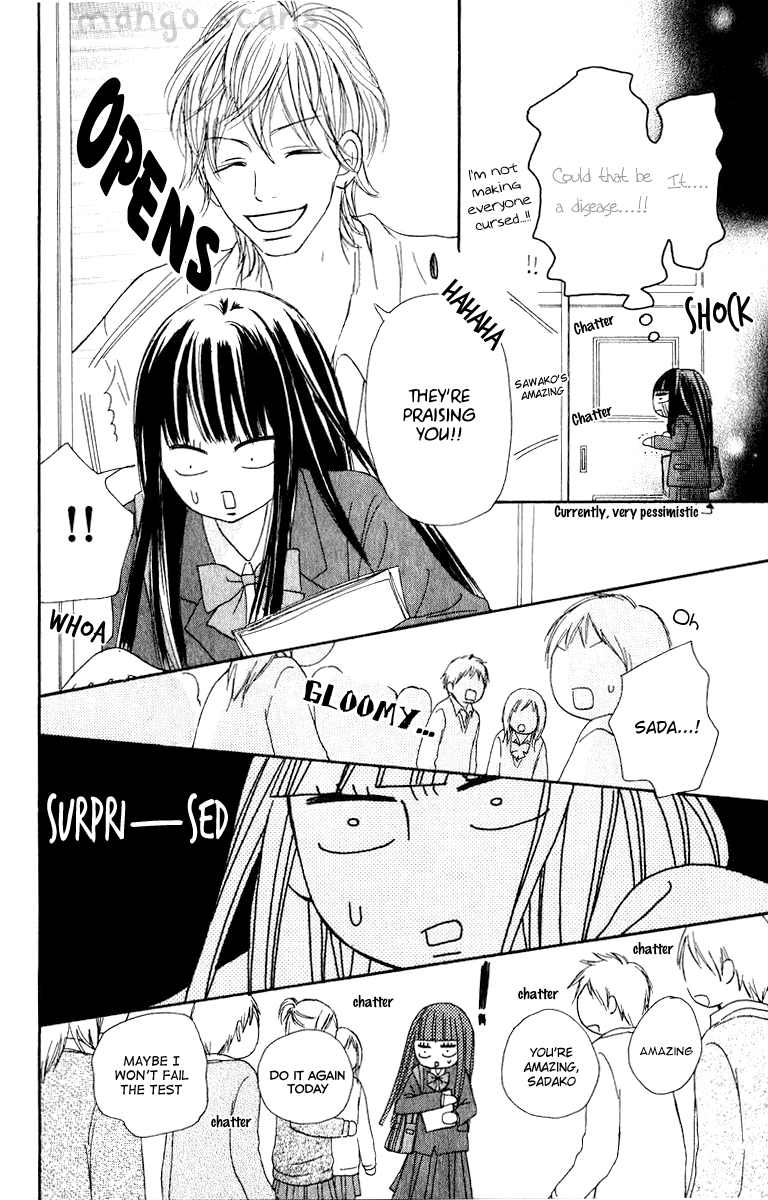 mango scans
It....
Could that be
a disease...!!
I'm not
making
everyone
cursed...!!
!!
SHOCK
Chatter
Chatter
SAWAKO'S
AMAZING
Currently, very pessimistic
OPENS
HAHAHA
THEY'RE
PRAISING
YOU!!
!!
WHOA
Oh
SADA...!
GLOOMY...
SURPRI—SED
chatter
AMAZING
chatter
YOU'RE
AMAZING,
SADAKO
!
chatter
DO IT AGAIN
TODAY
chatter
MAYBE I
WON'T FAIL
THE TEST